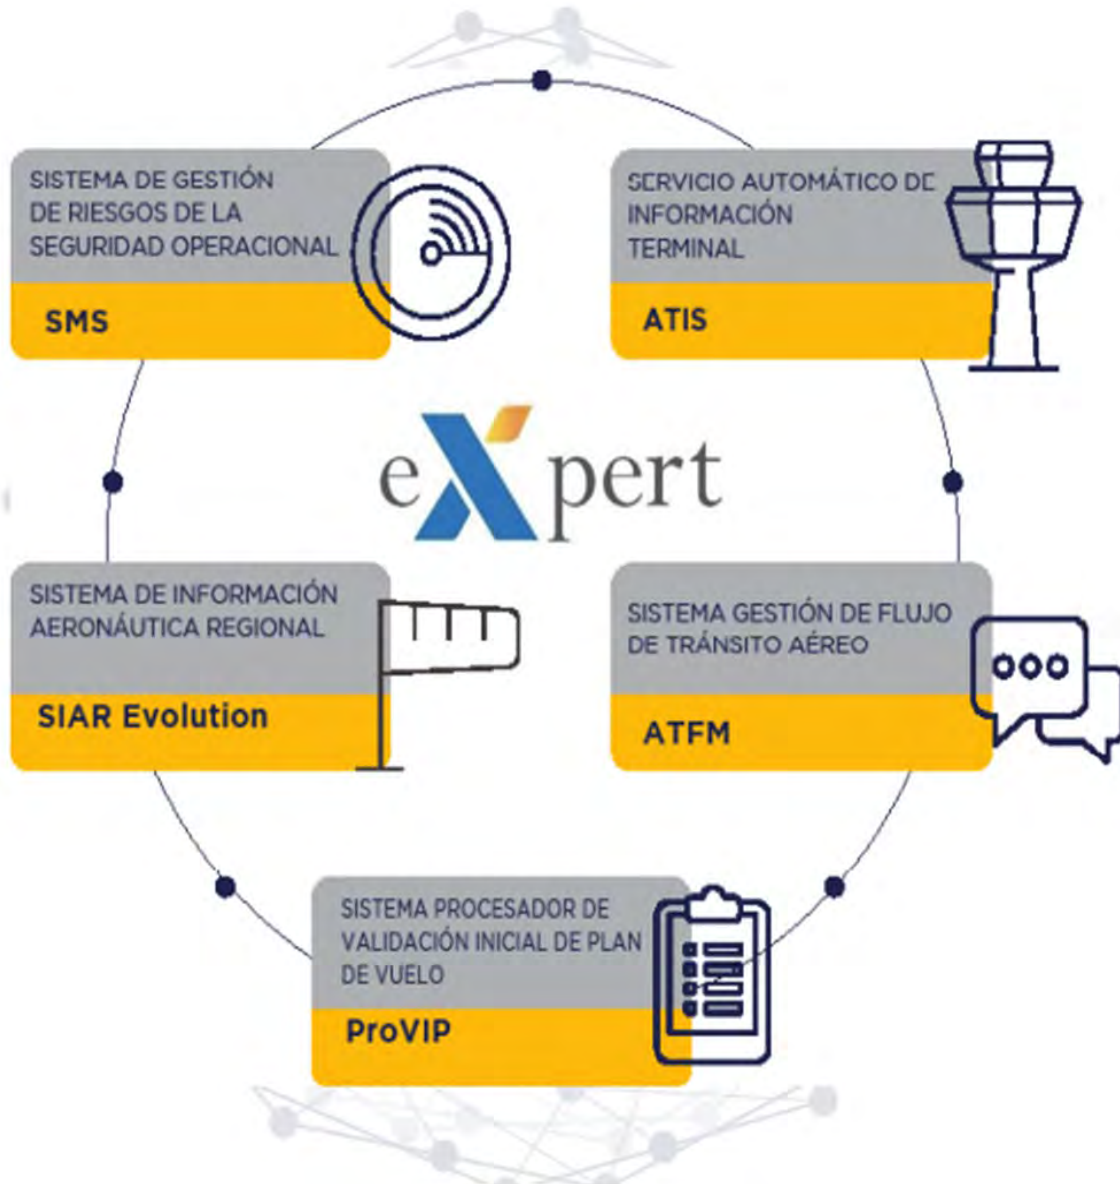 SISTEMA DE GESTIÓN
DE RIESGOS DE LA
SEGURIDAD OPERACIONAL
SMS
SERVICIO AUTOMÁTICO DE
INFORMACIÓN
TERMINAL
ATIS
eXpert
SISTEMA DE INFORMACIÓN
AERONÁUTICA REGIONAL
SIAR Evolution
SISTEMA GESTIÓN DE FLUJO
DE TRÁNSITO AÉREO
ATFM
SISTEMA PROCESADOR DE
VALIDACIÓN INICIAL DE PLAN
DE VUELO
ProVIP